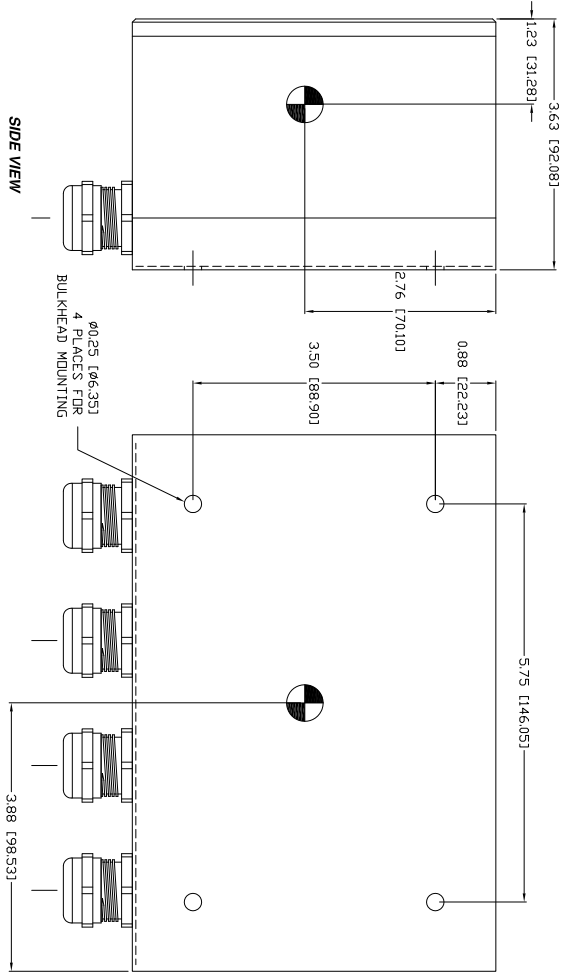 1.23 [31.28]
3.63 [92.08]
2.76 [70.10]
SIDE VIEW
Ø0.25 [Ø6.35]
4 PLACES FOR
BULKHEAD MOUNTING
0.88 [22.23]
3.50 [88.90]
5.75 [146.05]
3.88 [98.53]